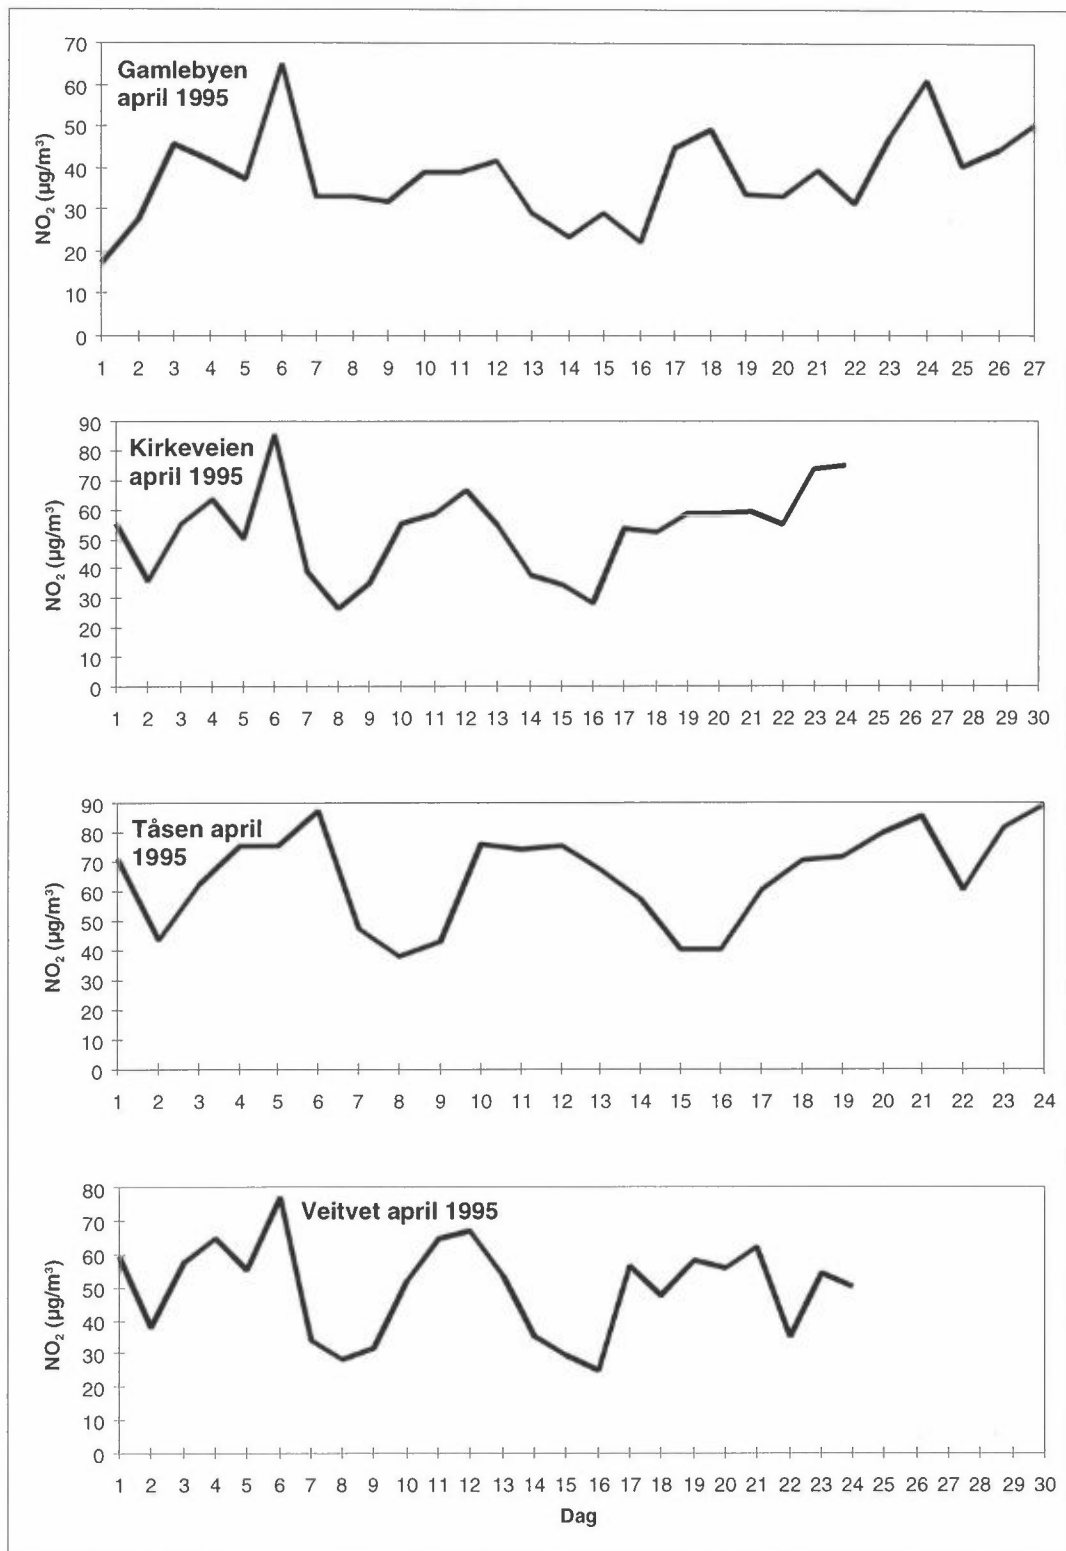 Gamlebyen
april 1995
NO₂ (µg/m³)
70
60
50
40
30
20
10
0
1 2 3 4 5 6 7 8 9 10 11 12 13 14 15 16 17 18 19 20 21 22 23 24 25 26 27
Kirkeveien
april 1995
NO₂ (µg/m³)
90
80
70
60
50
40
30
20
10
0
1 2 3 4 5 6 7 8 9 10 11 12 13 14 15 16 17 18 19 20 21 22 23 24 25 26 27 28 29 30
Tåsen april
1995
NO₂ (µg/m³)
90
80
70
60
50
40
30
20
10
0
1 2 3 4 5 6 7 8 9 10 11 12 13 14 15 16 17 18 19 20 21 22 23 24
Veitvet april 1995
NO₂ (µg/m³)
80
70
60
50
40
30
20
10
0
1 2 3 4 5 6 7 8 9 10 11 12 13 14 15 16 17 18 19 20 21 22 23 24 25 26 27 28 29 30
Dag